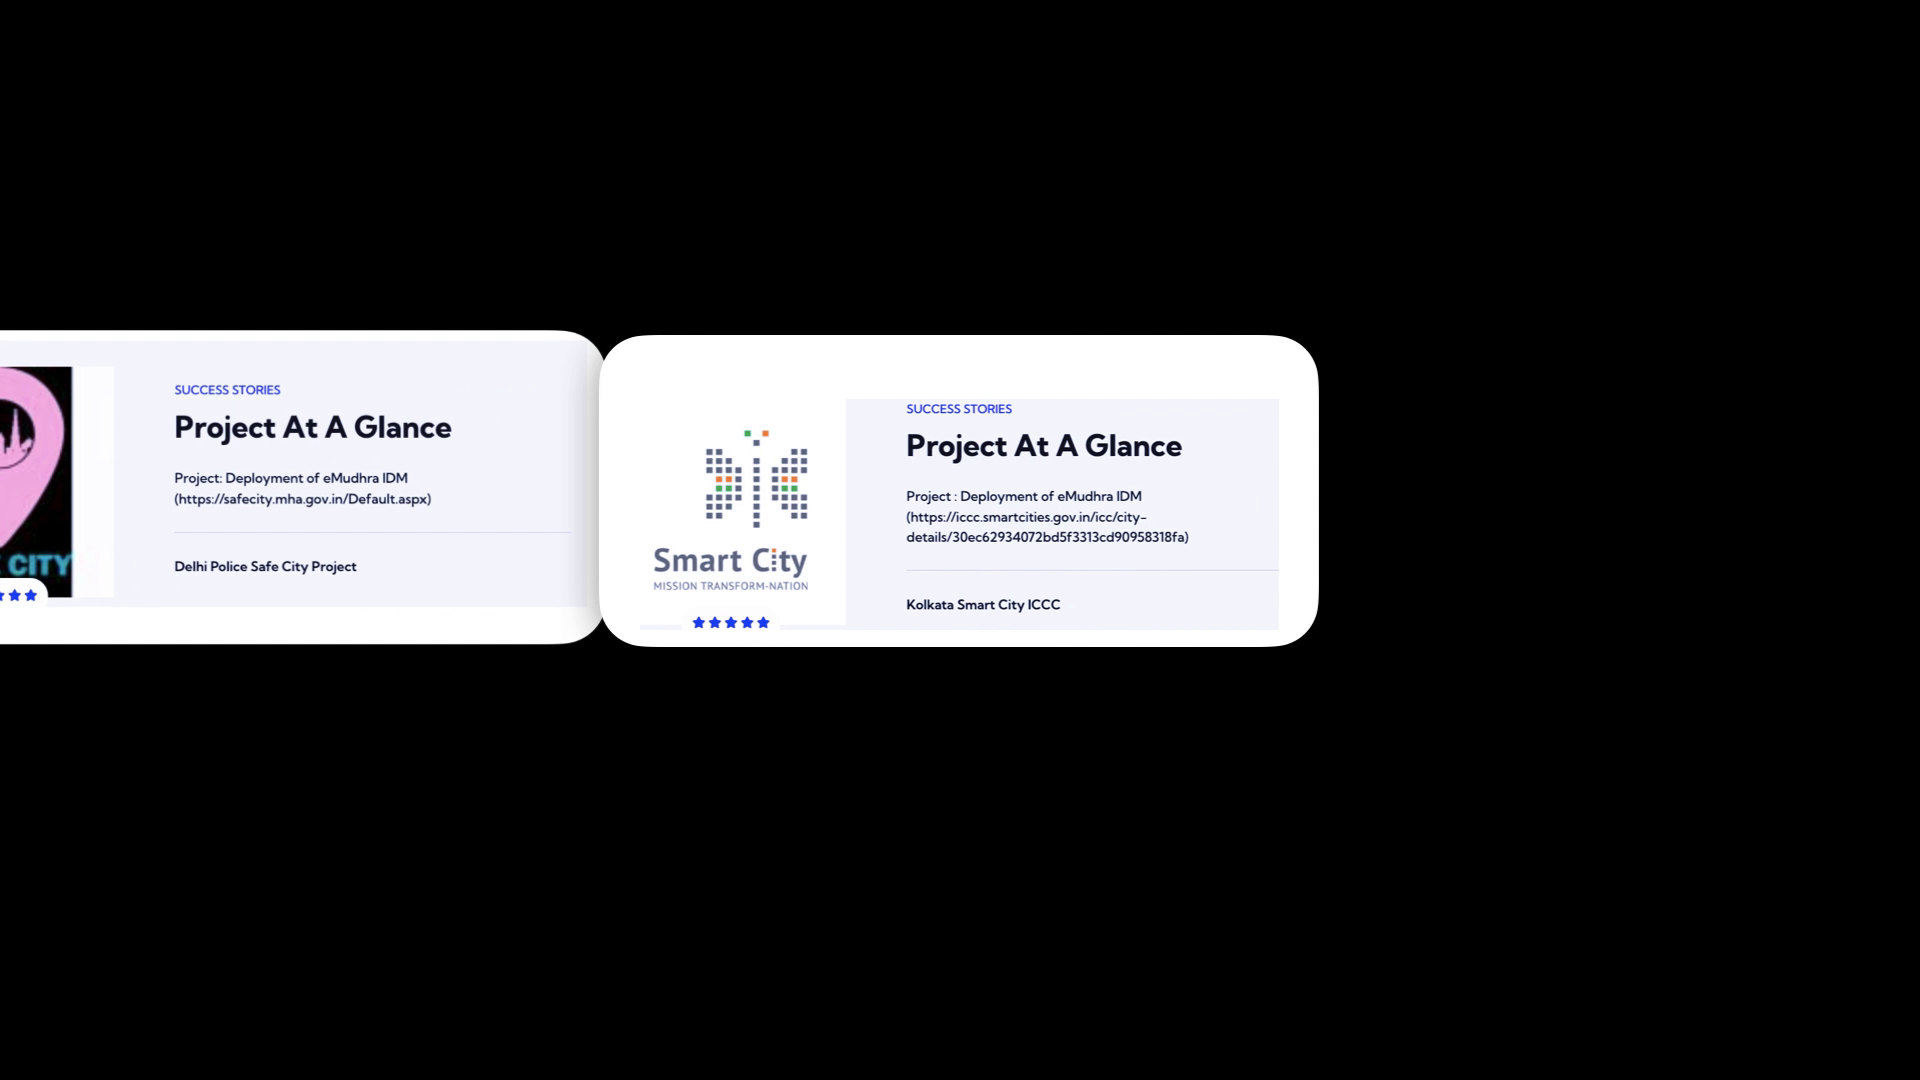 CITY
SUCCESS STORIES
Project At A Glance
Project: Deployment of eMudhra IDM
(https://safecity.mha.gov.in/Default.aspx)
Delhi Police Safe City Project
Smart City
MISSION TRANSFORM-NATION
SUCCESS STORIES
Project At A Glance
Project : Deployment of eMudhra IDM
(https://iccc.smartcities.gov.in/icc/city-
details/30ec62934072bd5f3313cd90958318fa)
Kolkata Smart City ICCC